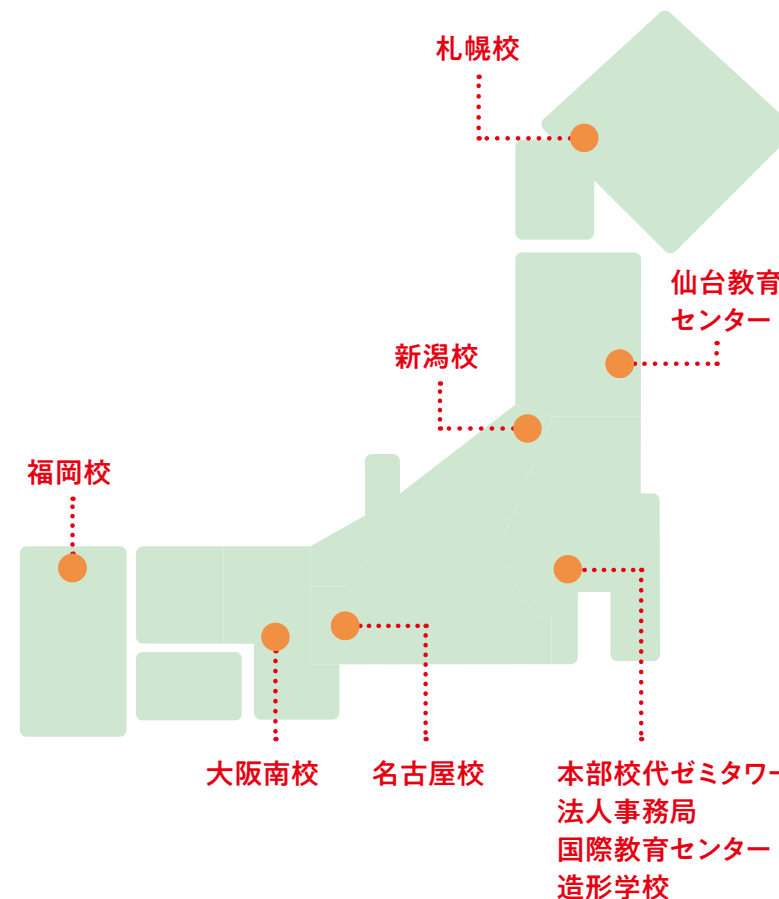 札幌校
仙台教育
センター
新潟校
福岡校
大阪南校
名古屋校
本部校代ゼミタワー
法人事務局
国際教育センター
造形学校